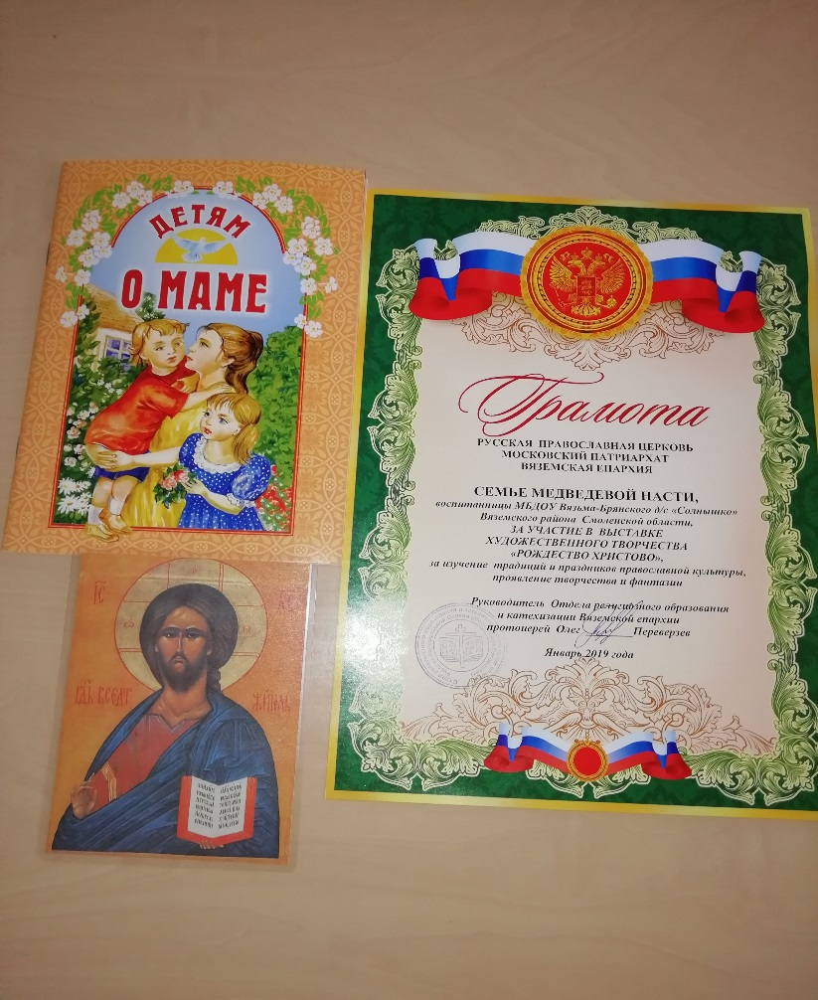 ДЕТЯМ
О МАМЕ
Грамота
РУССКАЯ ПРАВОСЛАВНАЯ ЦЕРКОВЬ
МОСКОВСКИЙ ПАТРИАРХАТ
ВЯЗЕМСКАЯ ЕПАРХИЯ
СЕМЬЕ МЕДВЕДЕВОЙ НАСТИ,
воспитанницы МБДОУ Вязьма-Брянского д/с «Солнышко»
Вяземского района Смоленской области,
ЗА УЧАСТИЕ В ВЫСТАВКЕ
ХУДОЖЕСТВЕННОГО ТВОРЧЕСТВА
«РОЖДЕСТВО ХРИСТОВО»,
за изучение традиций и праздников православной культуры,
проявление творчества и фантазии
Руководитель Отдела религиозного образования
и катехизации Вяземской епархии
протоиерей Олег Переверзев
Январь 2019 года